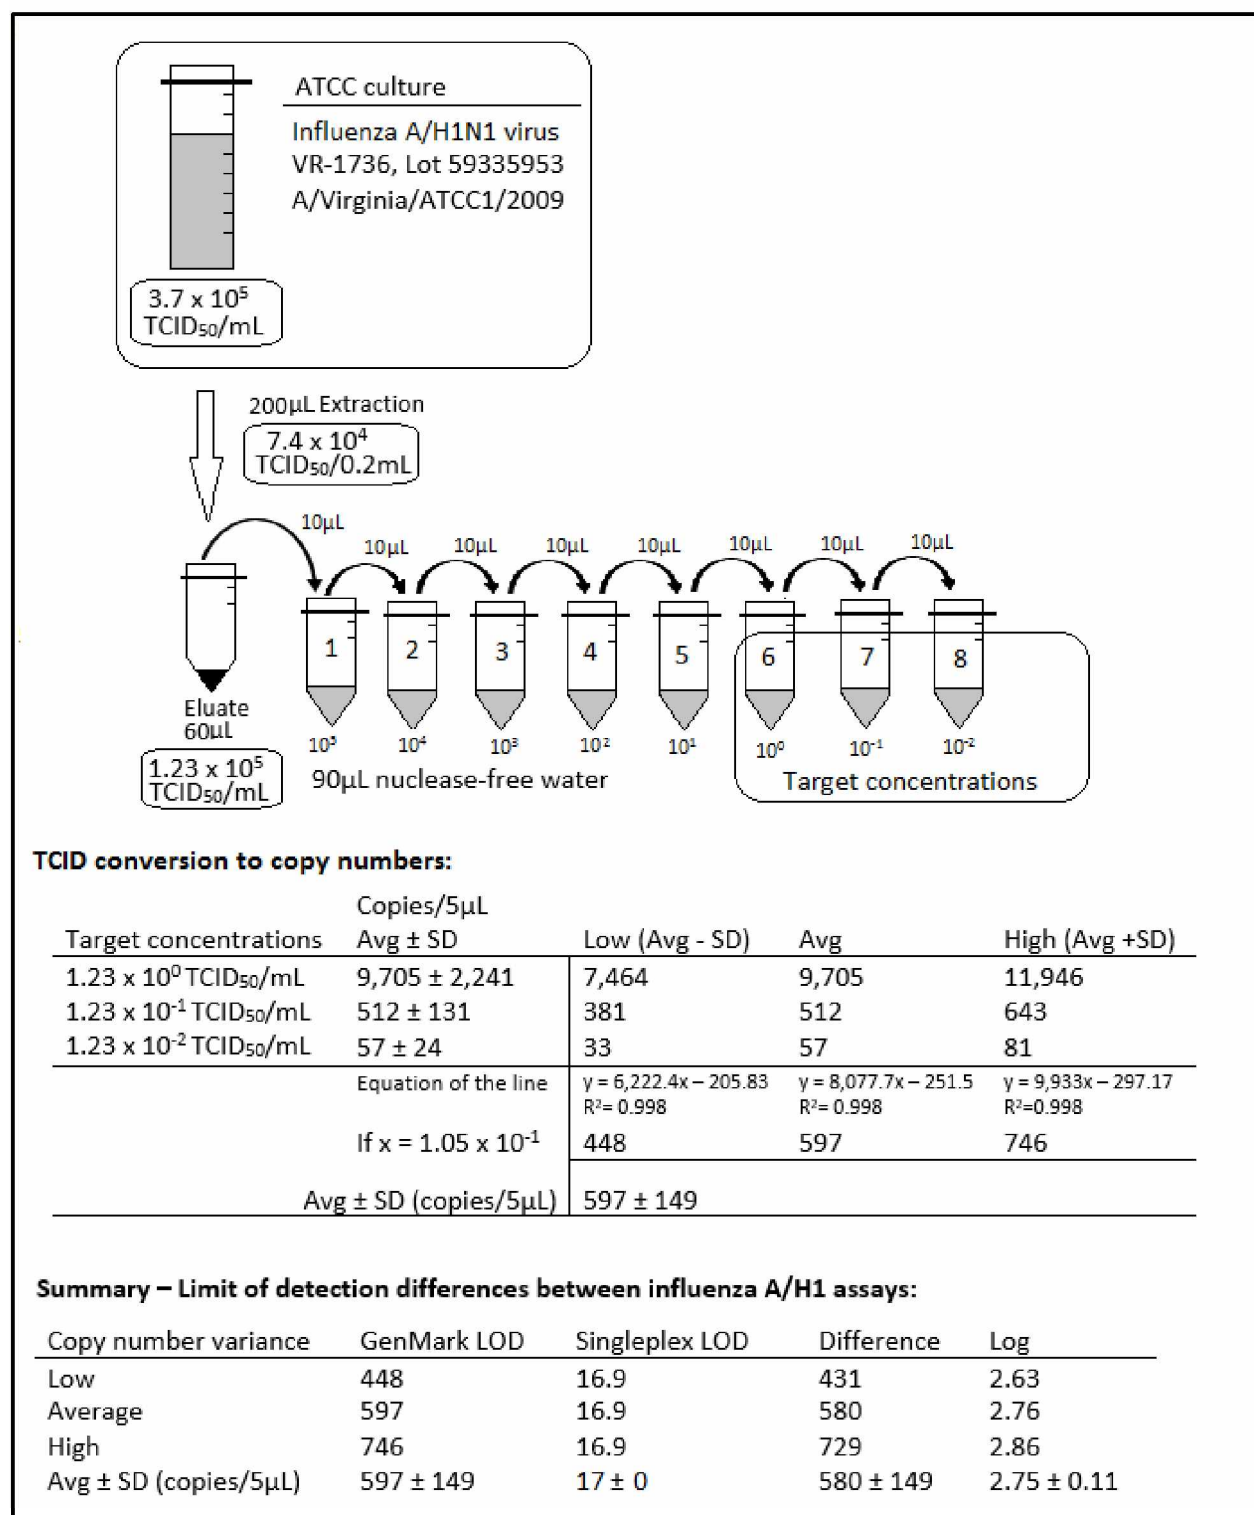 ATCC culture
Influenza A/H1N1 virus
VR-1736, Lot 59335953
A/Virginia/ATCC1/2009
3.7 x 10⁵
TCID₅₀/mL
200µL Extraction
7.4 x 10⁴
TCID₅₀/0.2mL
10µL
10µL 10µL 10µL 10µL 10µL 10µL 10µL
1 2 3 4 5 6 7 8
Eluate
60µL
10⁵ 10⁴ 10³ 10² 10¹ 10⁰ 10⁻¹ 10⁻²
1.23 x 10⁵
TCID₅₀/mL
90µL nuclease-free water
Target concentrations
TCID conversion to copy numbers:
Copies/5µL
Target concentrations Avg ± SD Low (Avg - SD) Avg High (Avg +SD)
1.23 x 10⁰ TCID₅₀/mL 9,705 ± 2,241 7,464 9,705 11,946
1.23 x 10⁻¹ TCID₅₀/mL 512 ± 131 381 512 643
1.23 x 10⁻² TCID₅₀/mL 57 ± 24 33 57 81
Equation of the line y = 6,222.4x – 205.83 y = 8,077.7x – 251.5 y = 9,933x – 297.17
R²= 0.998 R²= 0.998 R²=0.998
If x = 1.05 x 10⁻¹ 448 597 746
Avg ± SD (copies/5µL) 597 ± 149
Summary – Limit of detection differences between influenza A/H1 assays:
Copy number variance GenMark LOD Singleplex LOD Difference Log
Low 448 16.9 431 2.63
Average 597 16.9 580 2.76
High 746 16.9 729 2.86
Avg ± SD (copies/5µL) 597 ± 149 17 ± 0 580 ± 149 2.75 ± 0.11